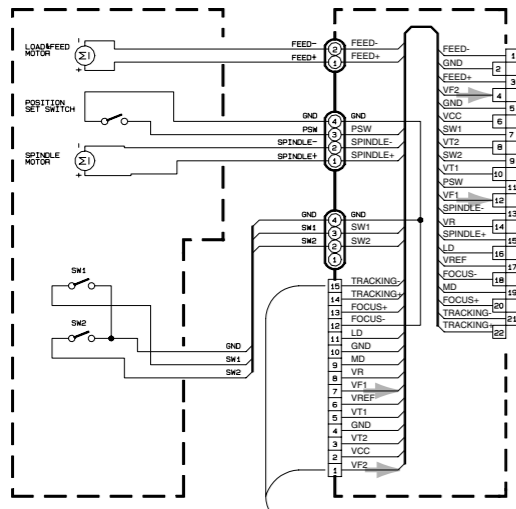 LOAD&FEED
MOTOR
+
FEED-
FEED+
2
1
FEED-
FEED+
POSITION
SET SWITCH
SPINDLE
MOTOR
+
GND
PSW
SPINDLE-
SPINDLE+
4
3
2
1
GND
PSW
SPINDLE-
SPINDLE+
GND
SW1
SW2
4
3
2
1
GND
SW1
SW2
SW1
SW2
GND
SW1
SW2
15 TRACKING-
14 TRACKING+
13 FOCUS+
12 FOCUS-
11 LD
10 GND
9 MD
8 VR
7 VF1
6 VREF
5 VT1
4 GND
3 VT2
2 VCC
1 VF2
FEED- 1
GND 2
FEED+ 3
VF2 4
GND 5
VCC 6
SW1 7
VT2 8
SW2 9
VT1 10
PSW 11
VF1 12
SPINDLE- 13
VR 14
SPINDLE+ 15
LD 16
VREF 17
FOCUS- 18
MD 19
FOCUS+ 20
TRACKING- 21
TRACKING+ 22